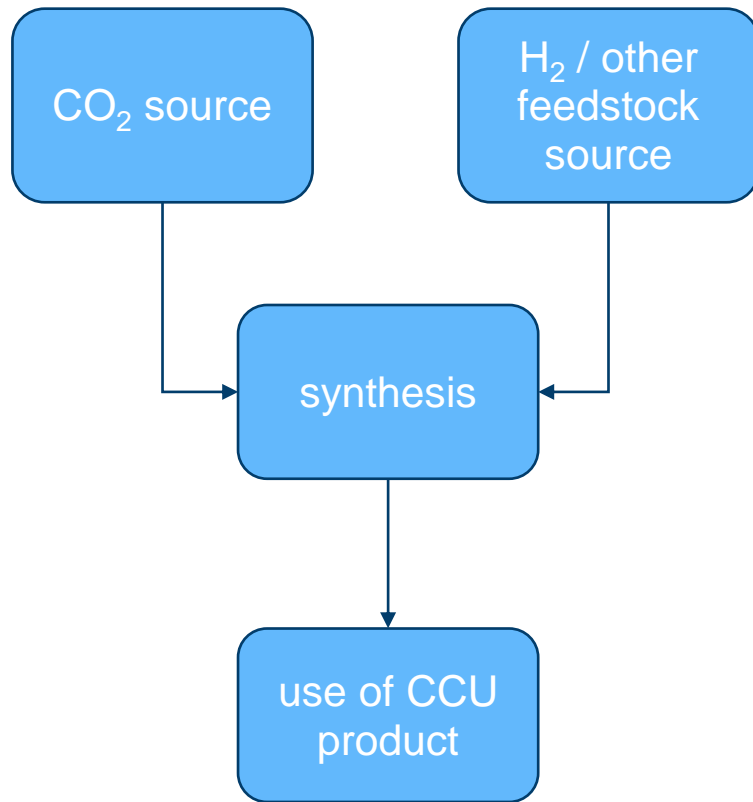 CO₂ source
H₂ / other
feedstock
source
synthesis
use of CCU
product